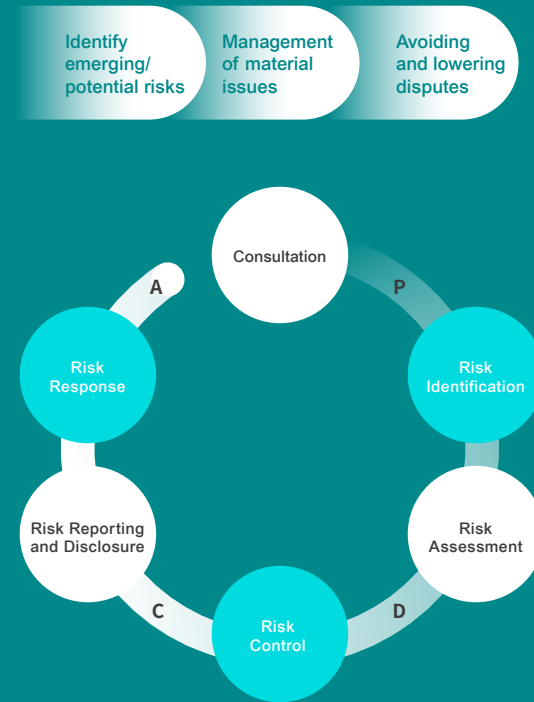 Identify
emerging/
potential risks
Management
of material
issues
Avoiding
and lowering
disputes
Consultation
A
P
Risk
Response
Risk
Identification
Risk Reporting
and Disclosure
Risk
Assessment
C
D
Risk
Control